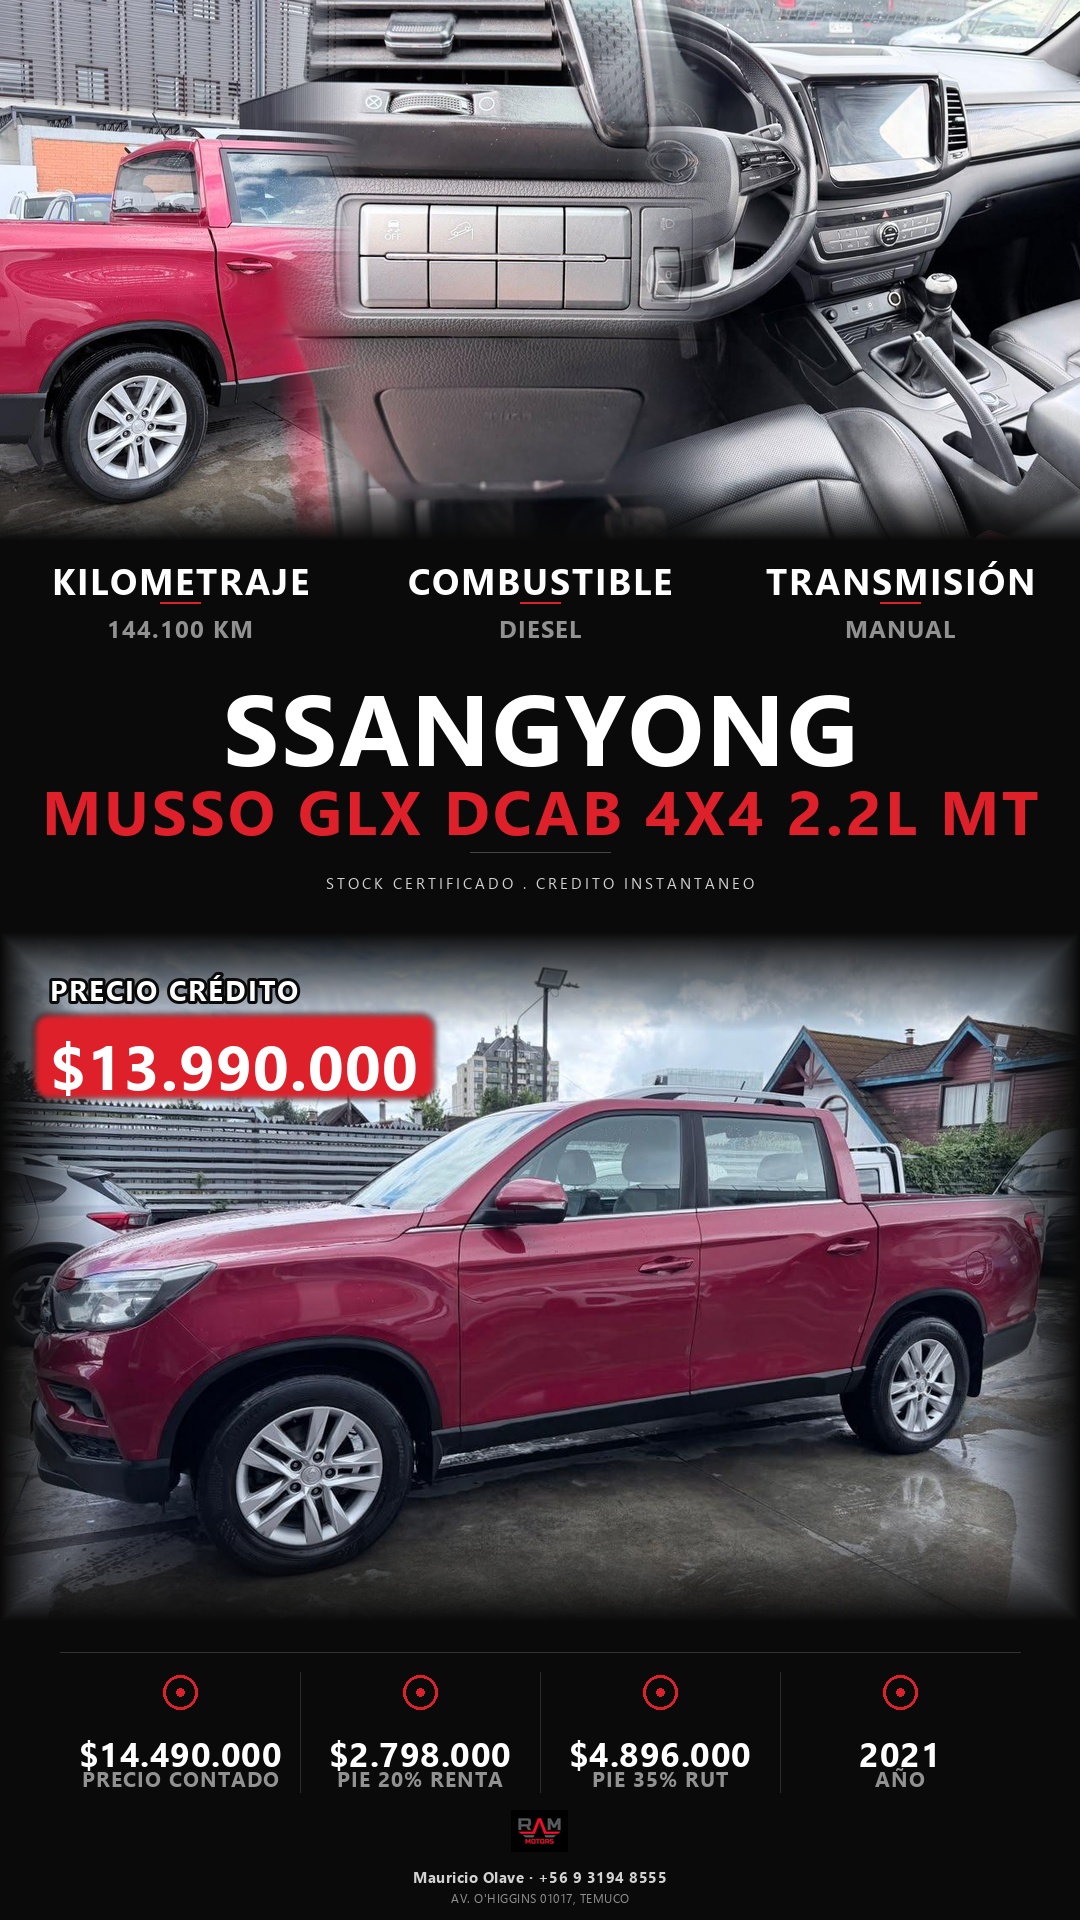 OFF
KILOMETRAJE
144.100 KM
COMBUSTIBLE
DIESEL
TRANSMISIÓN
MANUAL
SSANGYONG
MUSSO GLX DCAB 4X4 2.2L MT
STOCK CERTIFICADO . CREDITO INSTANTANEO
PRECIO CRÉDITO
$13.990.000
$14.490.000
PRECIO CONTADO
$2.798.000
PIE 20% RENTA
$4.896.000
PIE 35% RUT
2021
AÑO
RAM
MOTORS
Mauricio Olave · +56 9 3194 8555
AV. O'HIGGINS 01017, TEMUCO